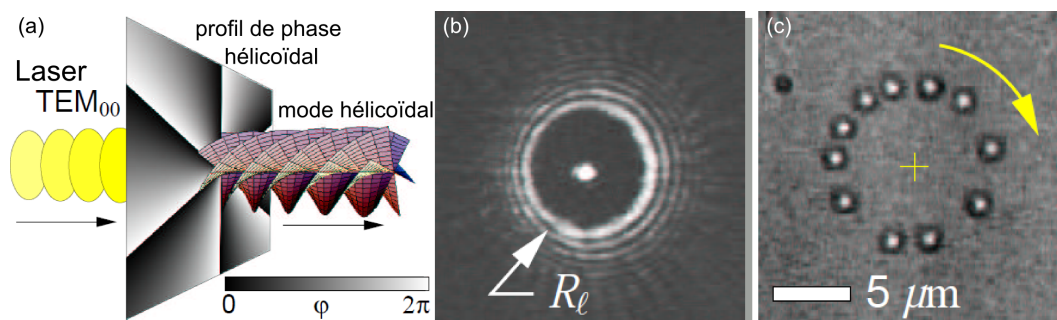 (a)
profil de phase
hélicoïdal
Laser
TEM00
mode hélicoïdal
0 φ 2π
(b)
Rℓ
(c)
5 μm